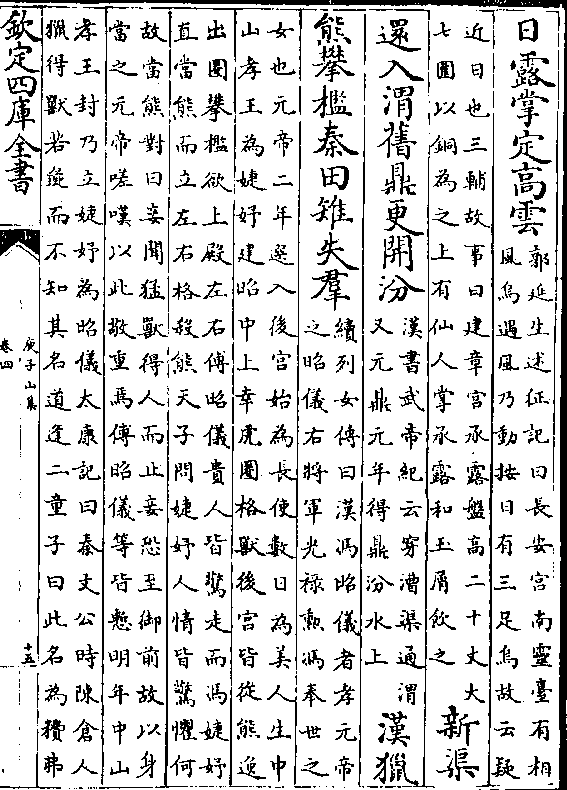 日露掌定高雲
郭延生述征記曰長安宮南靈臺有相
風烏遇風乃動按日有三足烏故云疑
近日也三輔故事曰建章宮承露盤高二十丈大
七圍以銅為之上有仙人掌承露和玉屑飲之
新渠
還入渭舊鼎更開汾
漢書武帝紀云穿漕渠通渭
又元鼎元年得鼎汾水上
漢獵
熊攀檻秦田雉失羣
續列女傳曰漢馮昭儀者孝元帝
之昭儀右將軍光祿勲馮奉世之
女也元帝二年選入後宮始為長使數日為美人生中
山孝王為婕妤建昭中上幸虎圈格獸後宮皆從熊逸
出圈攀檻欲上殿左右傅昭儀貴人皆驚走而馮婕妤
直當熊而立左右格殺熊天子問婕妤人情皆驚懼何
故當熊對曰妾聞猛獸得人而止妾恐至御前故以身
當之元帝嗟嘆以此敬重焉傅昭儀等皆慙明年中山
孝王封乃立婕妤為昭儀太康記曰秦文公時陳倉人
獵得獸若彘而不知其名道逢二童子曰此名為弗
欽定四庫全書
庾子山集
卷四
十五